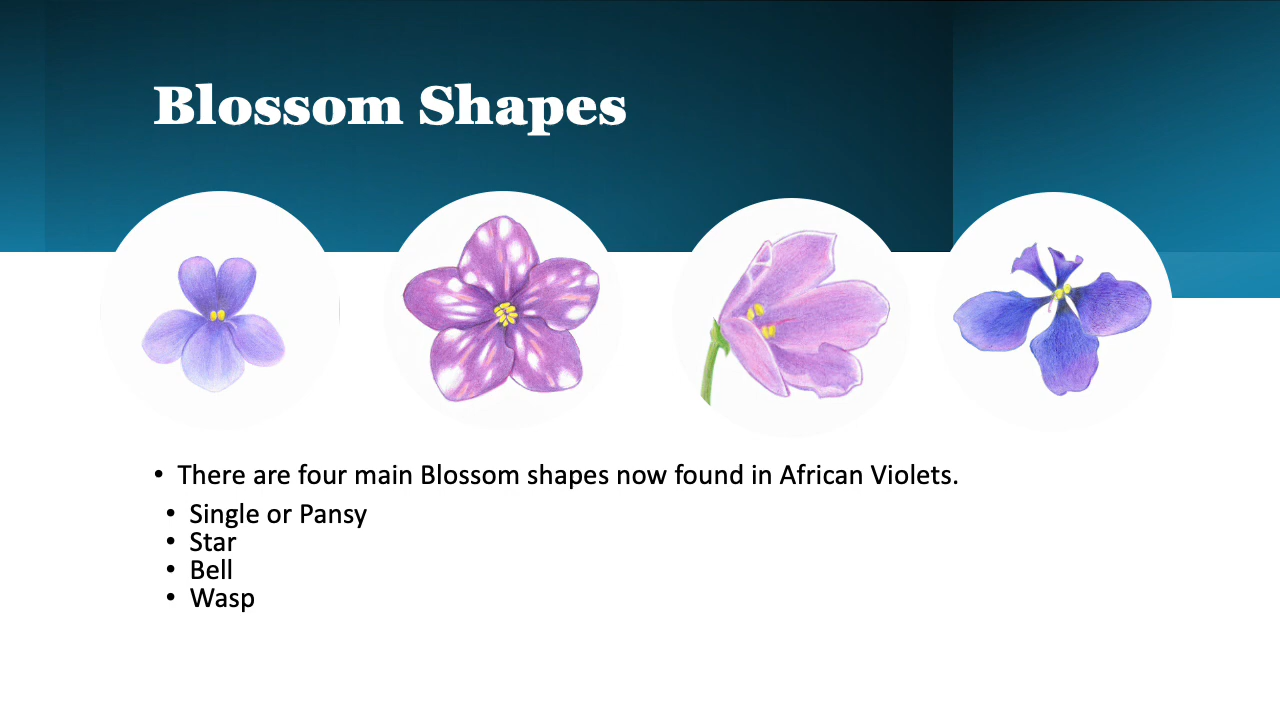 Blossom Shapes
• There are four main Blossom shapes now found in African Violets.
• Single or Pansy
• Star
• Bell
• Wasp